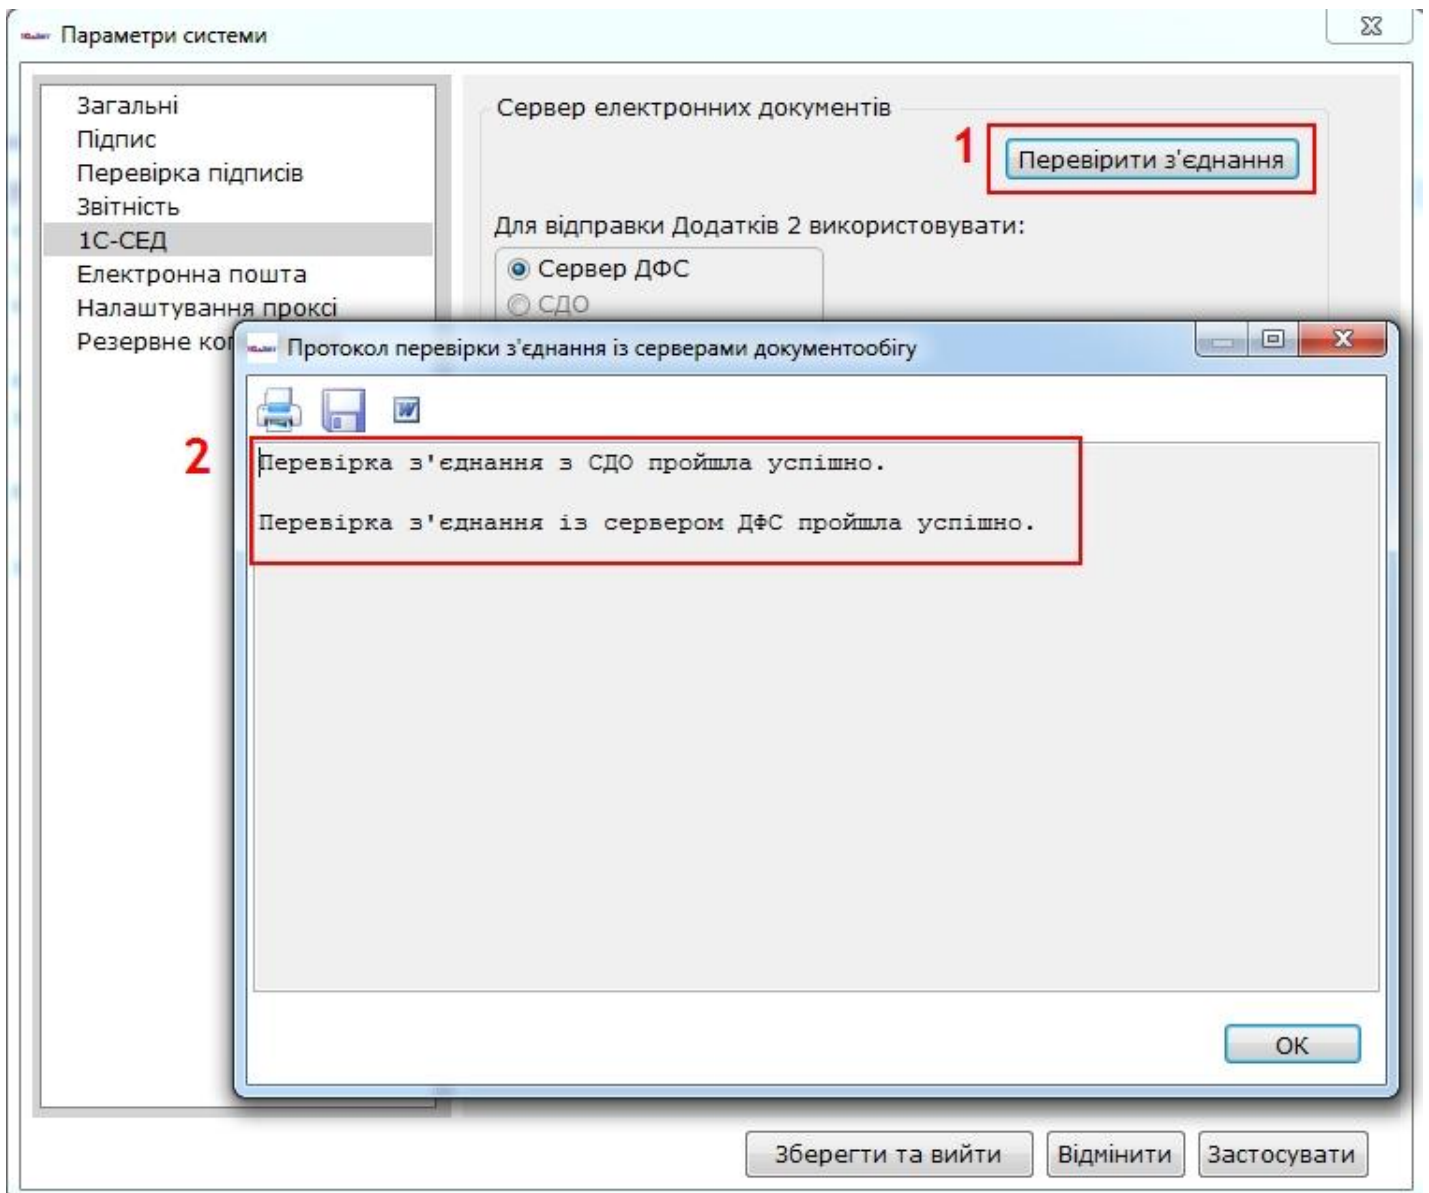 Параметри системи
Загальні
Підпис
Перевірка підписів
Звітність
1С-СЕД
Електронна пошта
Налаштування проксі
Резервне
Сервер електронних документів
1
Перевірити з'єднання
Для відправки Додатків 2 використовувати:
Сервер ДФС
СДО
Протокол перевірки з'єднання із серверами документообігу
2
Перевірка з'єднання з СДО пройшла успішно.
Перевірка з'єднання із сервером ДФС пройшла успішно.
OK
Зберегти та вийти
Відмінити
Застосувати